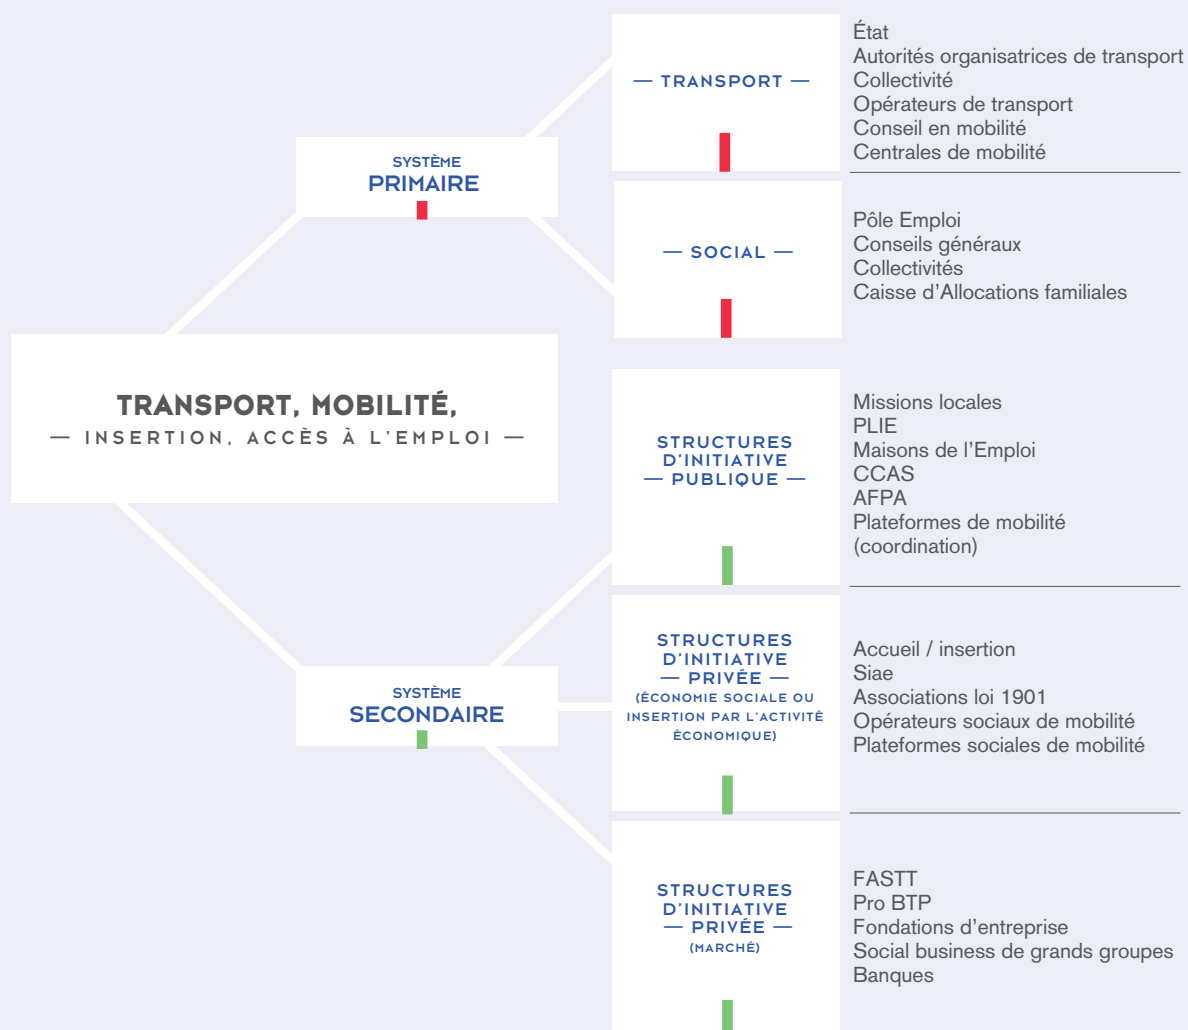 — TRANSPORT —
État
Autorités organisatrices de transport
Collectivité
Opérateurs de transport
Conseil en mobilité
Centrales de mobilité
SYSTÈME
PRIMAIRE
— SOCIAL —
Pôle Emploi
Conseils généraux
Collectivités
Caisse d’Allocations familiales
TRANSPORT, MOBILITÉ,
— INSERTION, ACCÈS À L’EMPLOI —
STRUCTURES
D’INITIATIVE
— PUBLIQUE —
Missions locales
PLIE
Maisons de l’Emploi
CCAS
AFPA
Plateformes de mobilité
(coordination)
SYSTÈME
SECONDAIRE
STRUCTURES
D’INITIATIVE
— PRIVÉE —
(ÉCONOMIE SOCIALE OU
INSERTION PAR L’ACTIVITÉ
ÉCONOMIQUE)
Accueil / insertion
Siae
Associations loi 1901
Opérateurs sociaux de mobilité
Plateformes sociales de mobilité
STRUCTURES
D’INITIATIVE
— PRIVÉE —
(MARCHÉ)
FASTT
Pro BTP
Fondations d’entreprise
Social business de grands groupes
Banques